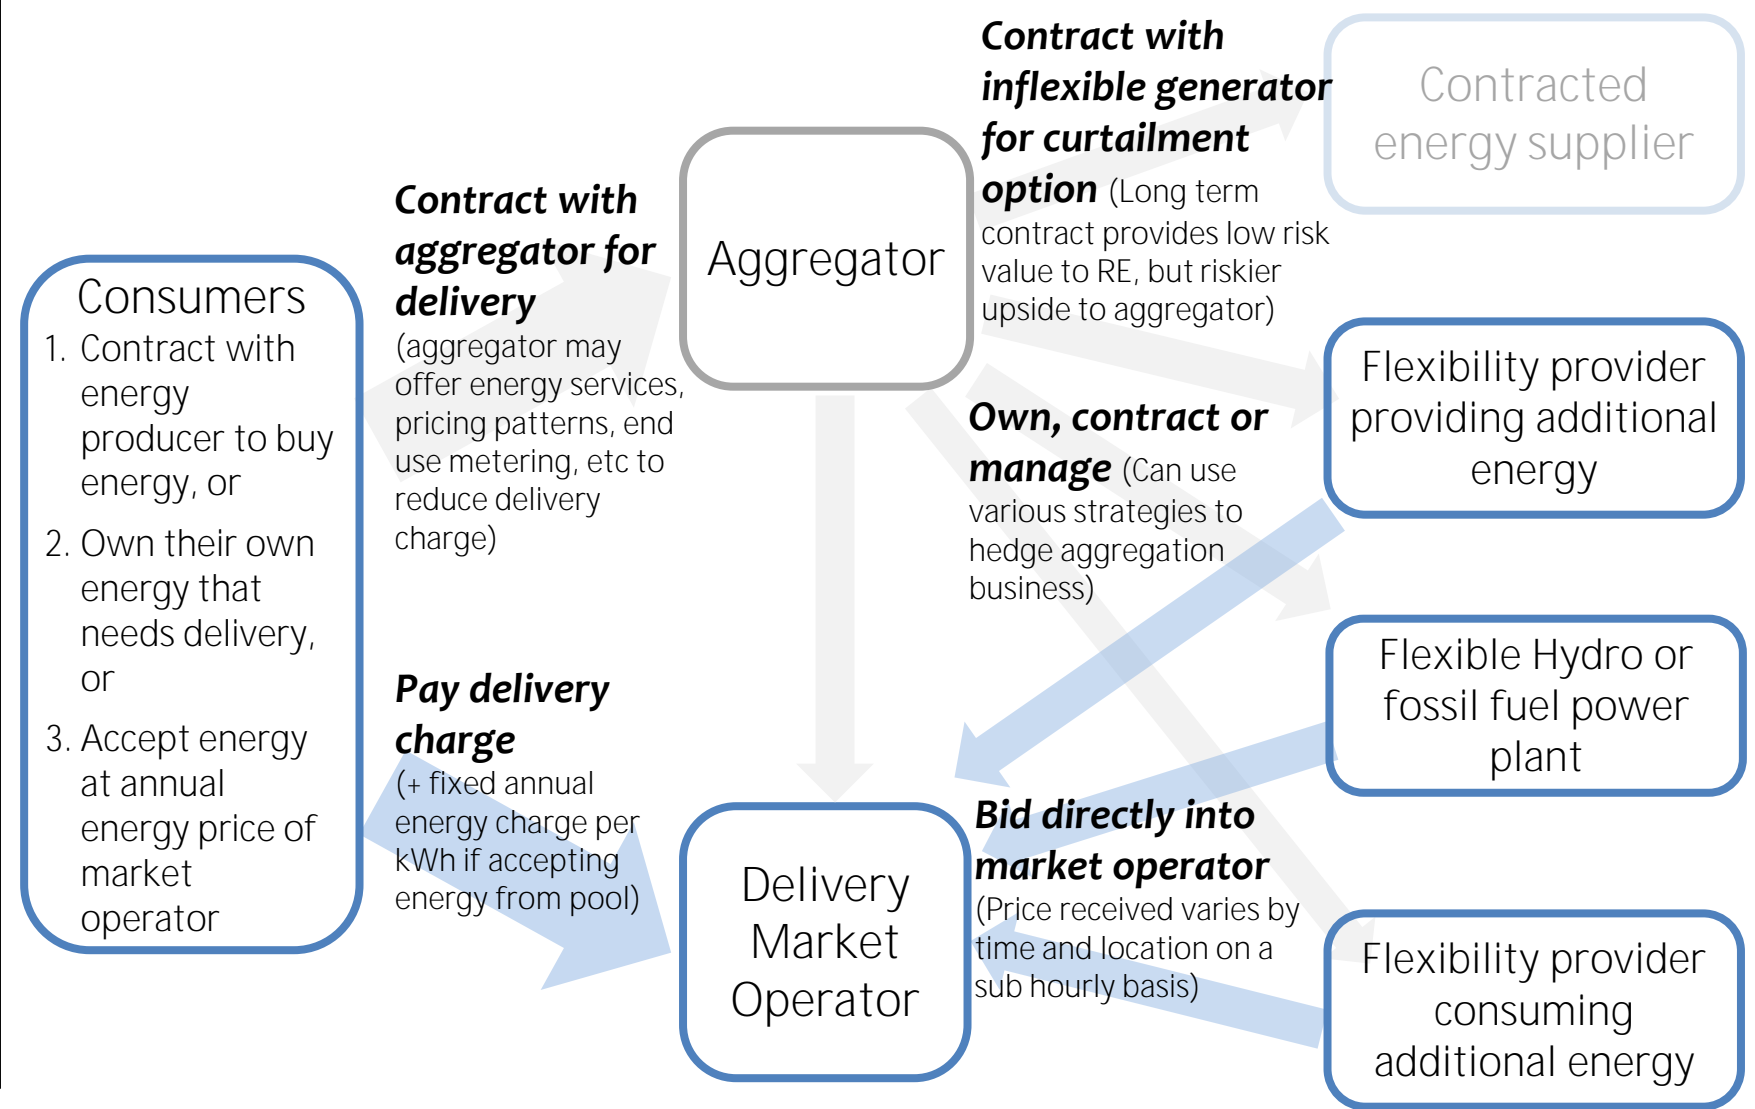 Consumers
1. Contract with
energy
producer to buy
energy, or
2. Own their own
energy that
needs delivery,
or
3. Accept energy
at annual
energy price of
market
operator
Contract with
aggregator for
delivery
(aggregator may
offer energy services,
pricing patterns, end
use metering, etc to
reduce delivery
charge)
Pay delivery
charge
(+ fixed annual
energy charge per
kWh if accepting
energy from pool)
Aggregator
Delivery
Market
Operator
Contract with
inflexible generator
for curtailment
option (Long term
contract provides low risk
value to RE, but riskier
upside to aggregator)
Own, contract or
manage (Can use
various strategies to
hedge aggregation
business)
Bid directly into
market operator
(Price received varies by
time and location on a
sub hourly basis)
Contracted
energy supplier
Flexibility provider
providing additional
energy
Flexible Hydro or
fossil fuel power
plant
Flexibility provider
consuming
additional energy